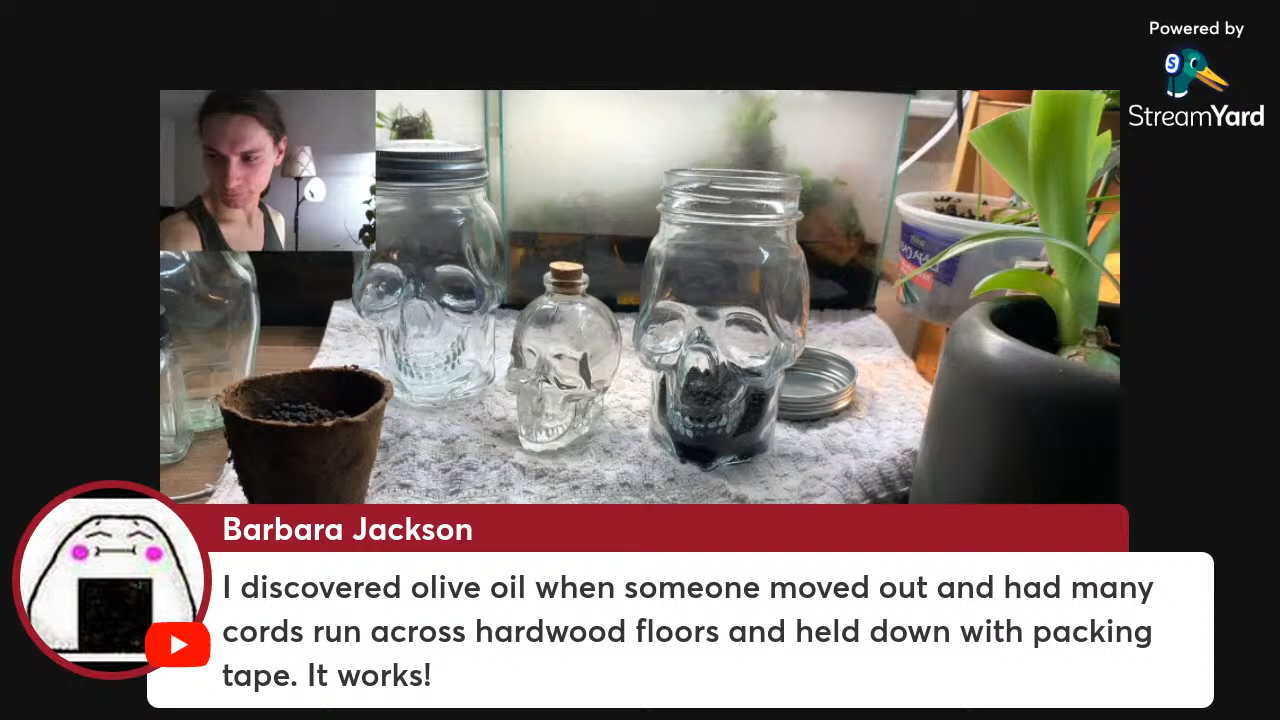 Powered by
StreamYard
Barbara Jackson
I discovered olive oil when someone moved out and had many
cords run across hardwood floors and held down with packing
tape. It works!